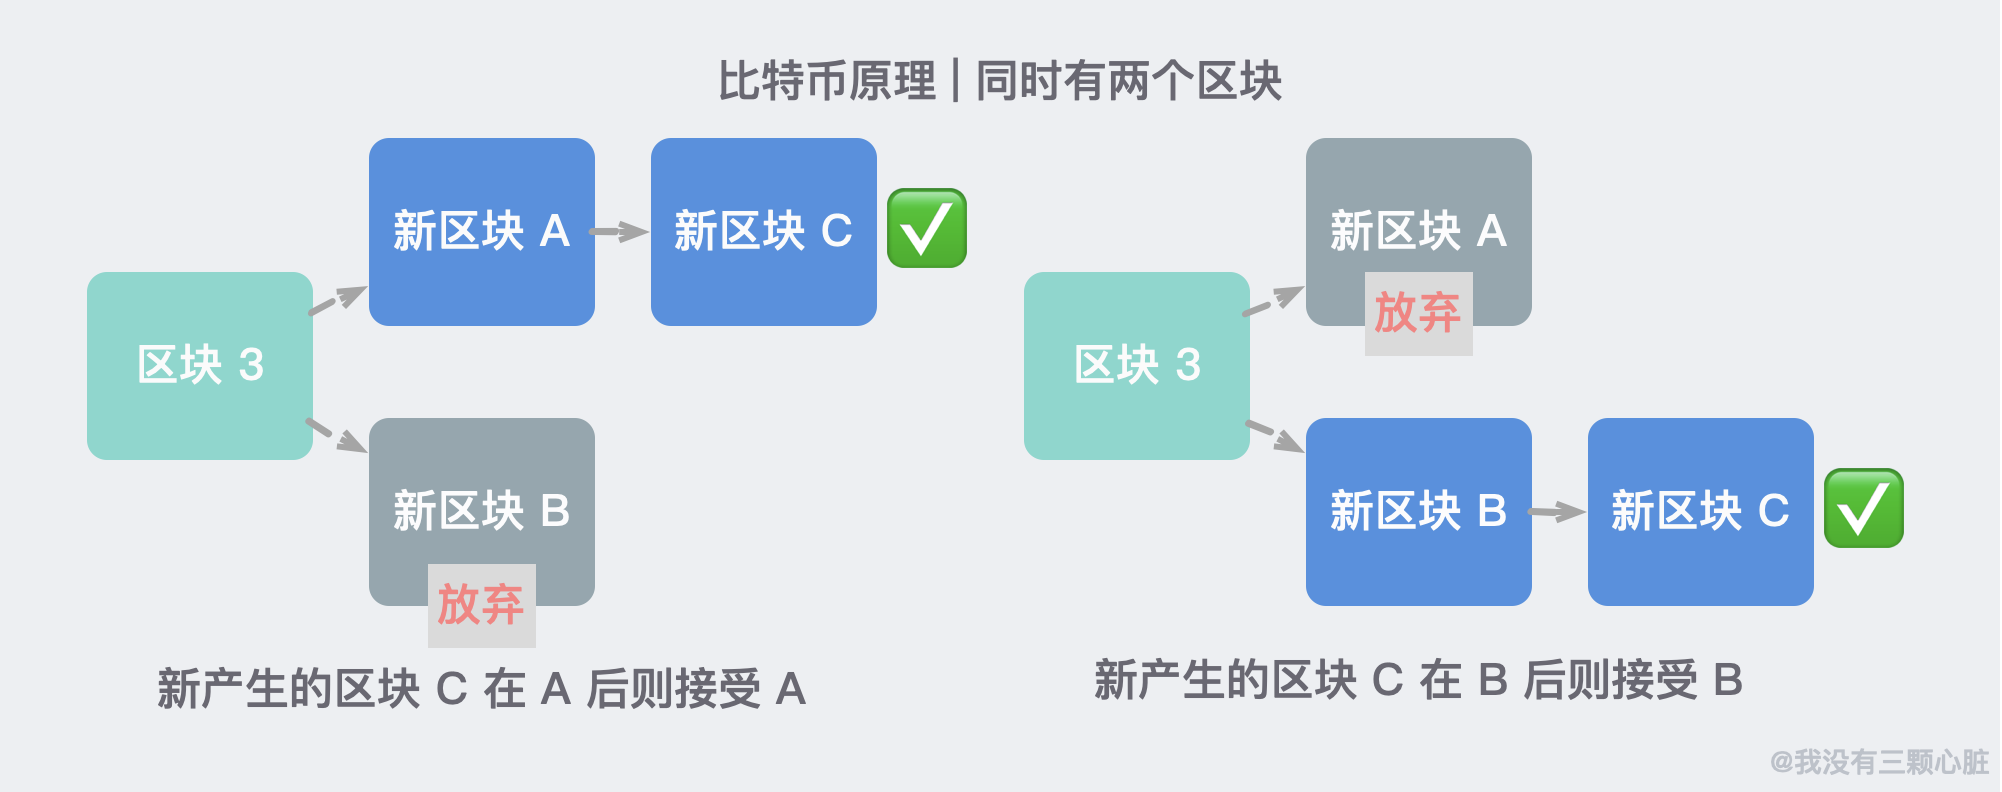 比特币原理 | 同时有两个区块
新区块 A
新区块 C
区块 3
新区块 B
放弃
新产生的区块 C 在 A 后则接受 A
新区块 A
放弃
区块 3
新区块 B
新区块 C
新产生的区块 C 在 B 后则接受 B
@我没有三颗心脏